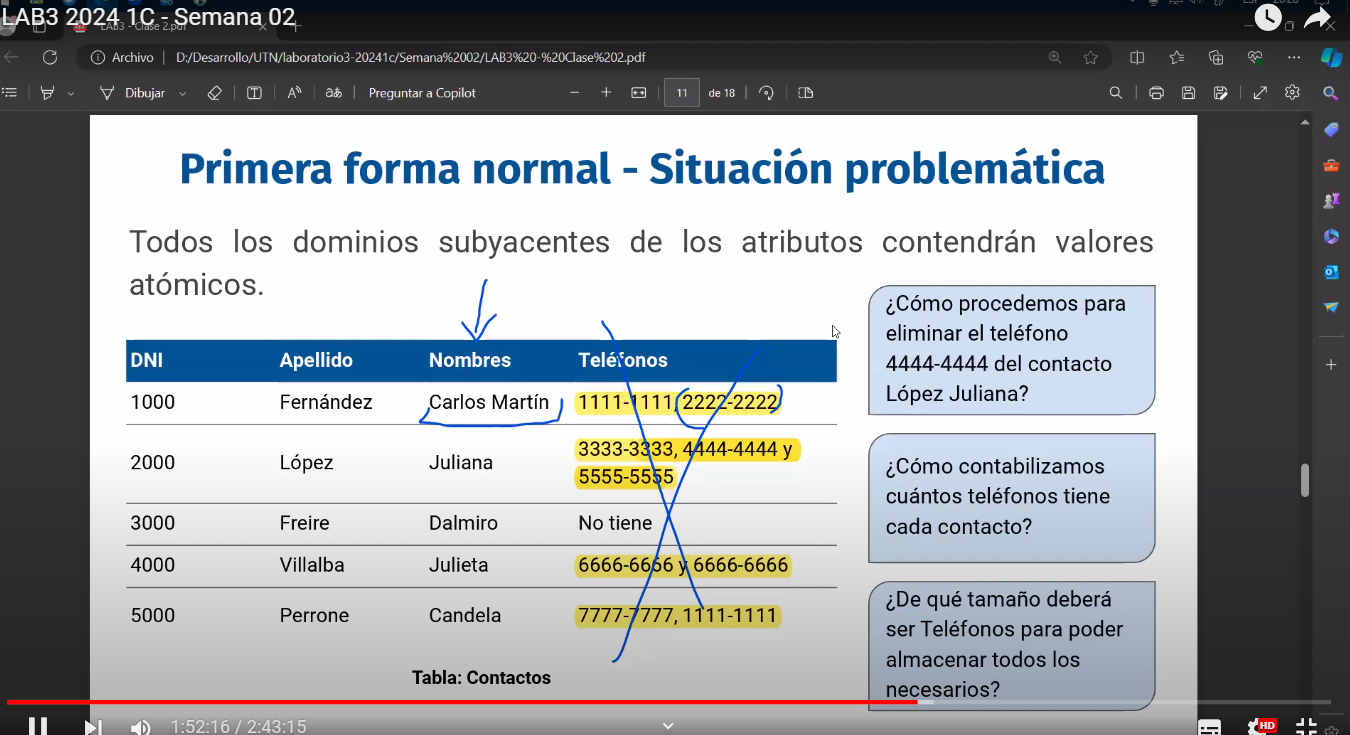 LAB3 2024 1C - Semana 02
LAB3 - Clase 2.pdf
Archivo | D:/Desarrollo/UTN/laboratorio3-20241c/Semana%2002/LAB3%20-%20Clase%202.pdf
Dibujar
Preguntar a Copilot
11 de 18
Primera forma normal - Situación problemática
Todos los dominios subyacentes de los atributos contendrán valores
atómicos.
DNI Apellido Nombres Teléfonos
1000 Fernández Carlos Martín 1111-1111, 2222-2222
2000 López Juliana 3333-3333, 4444-4444 y
5555-5555
3000 Freire Dalmiro No tiene
4000 Villalba Julieta 6666-6666 y 6666-6666
5000 Perrone Candela 7777-7777, 1111-1111
Tabla: Contactos
¿Cómo procedemos para
eliminar el teléfono
4444-4444 del contacto
López Juliana?
¿Cómo contabilizamos
cuántos teléfonos tiene
cada contacto?
¿De qué tamaño deberá
ser Teléfonos para poder
almacenar todos los
necesarios?
1:52:16 / 2:43:15
HD